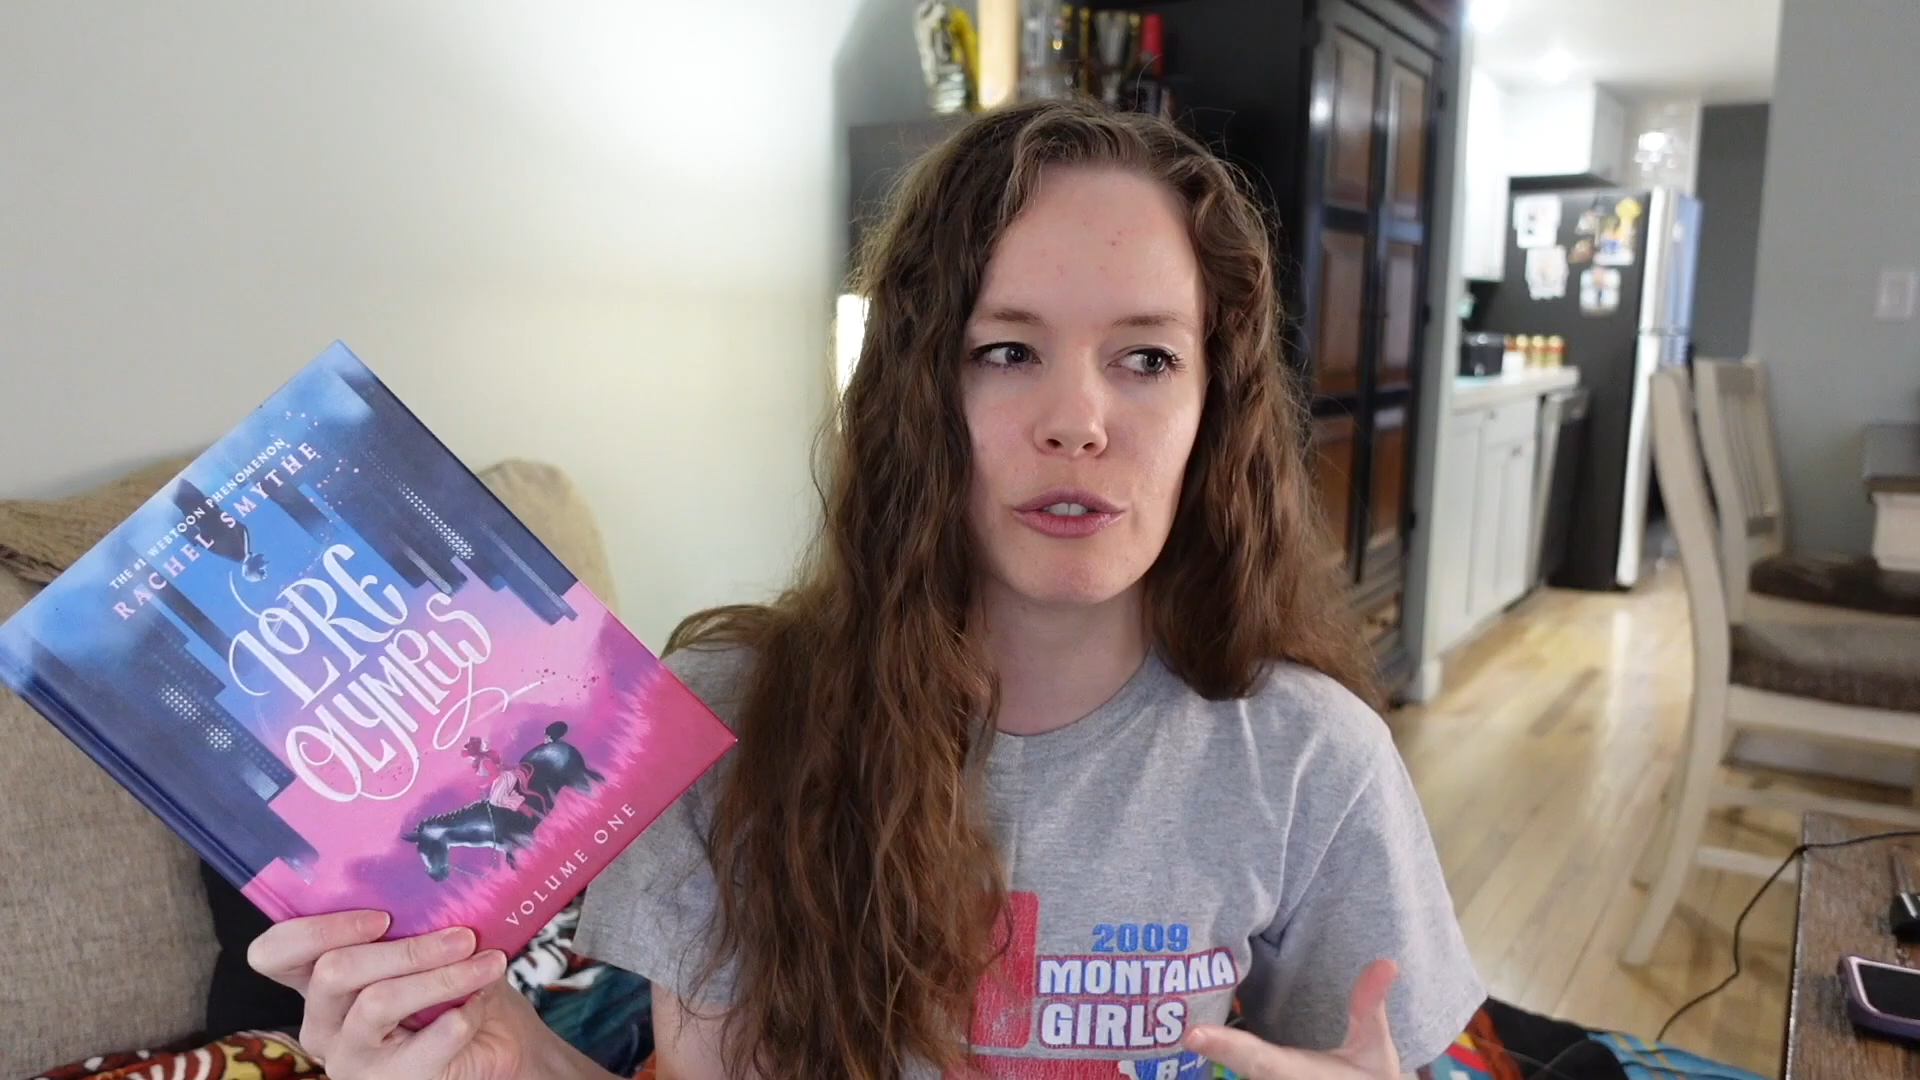 THE #1 WEBTOON PHENOMENON
RACHEL SMYTHE
LORE
OLYMPUS
VOLUME ONE
2009
MONTANA
GIRLS